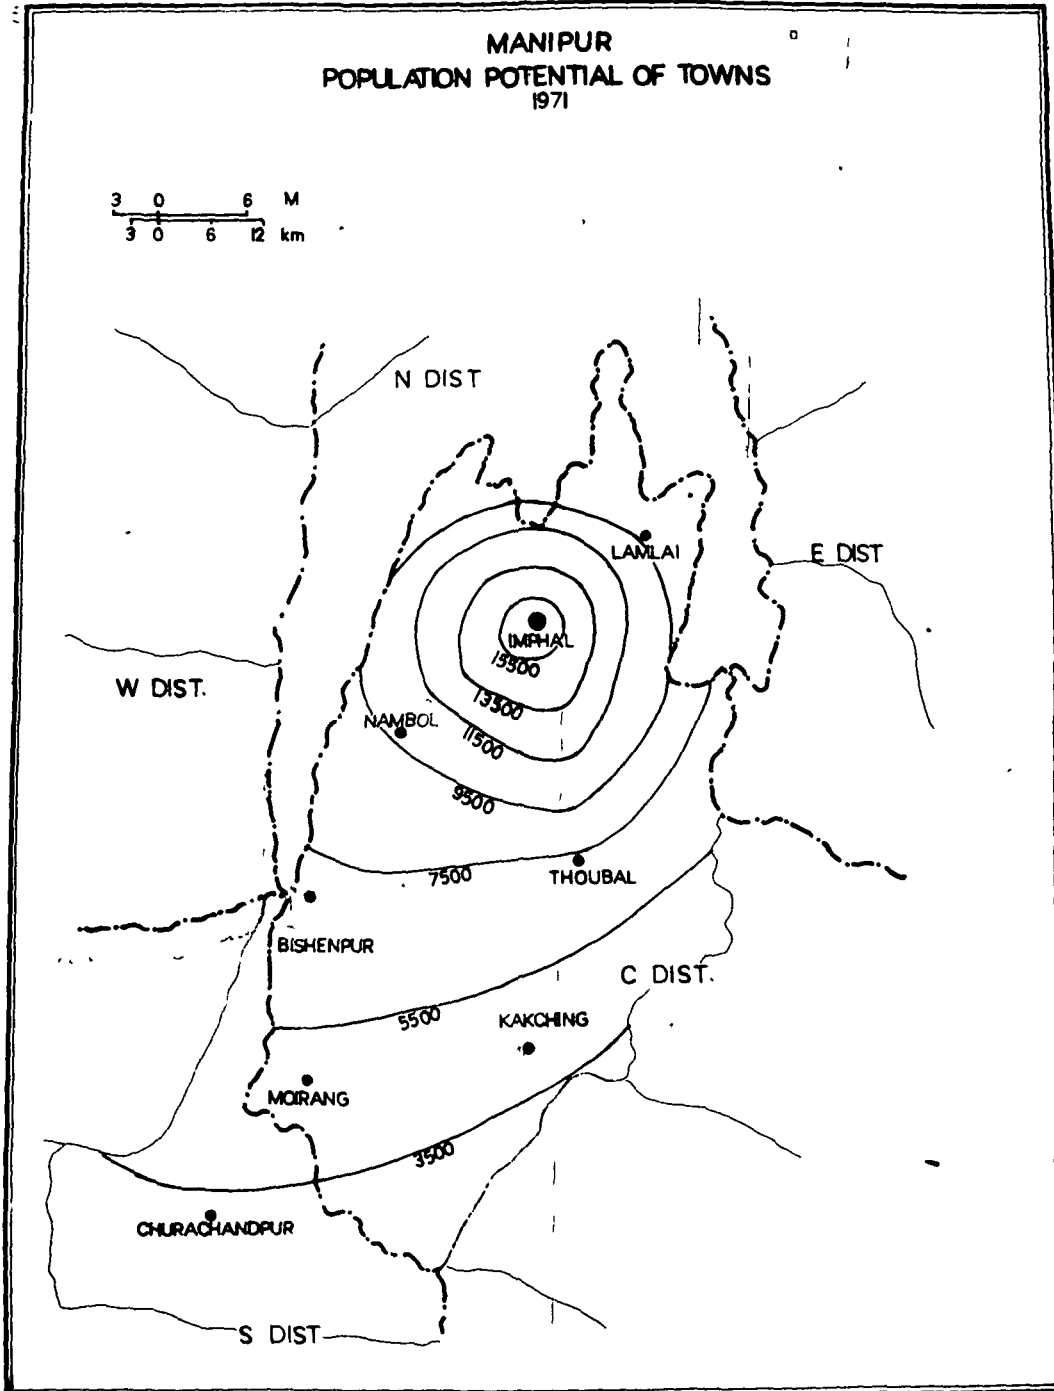 MANIPUR
POPULATION POTENTIAL OF TOWNS
1971
3 0 6 M
3 0 6 12 km
N DIST
LAMLAI
E DIST
IMPHAL
15500
W DIST.
13500
NAMBOL
11500
9500
7500
THOUBAL
BISHENPUR
C DIST.
5500
KAKCHING
MOIRANG
3500
CHURACHANDPUR
S DIST